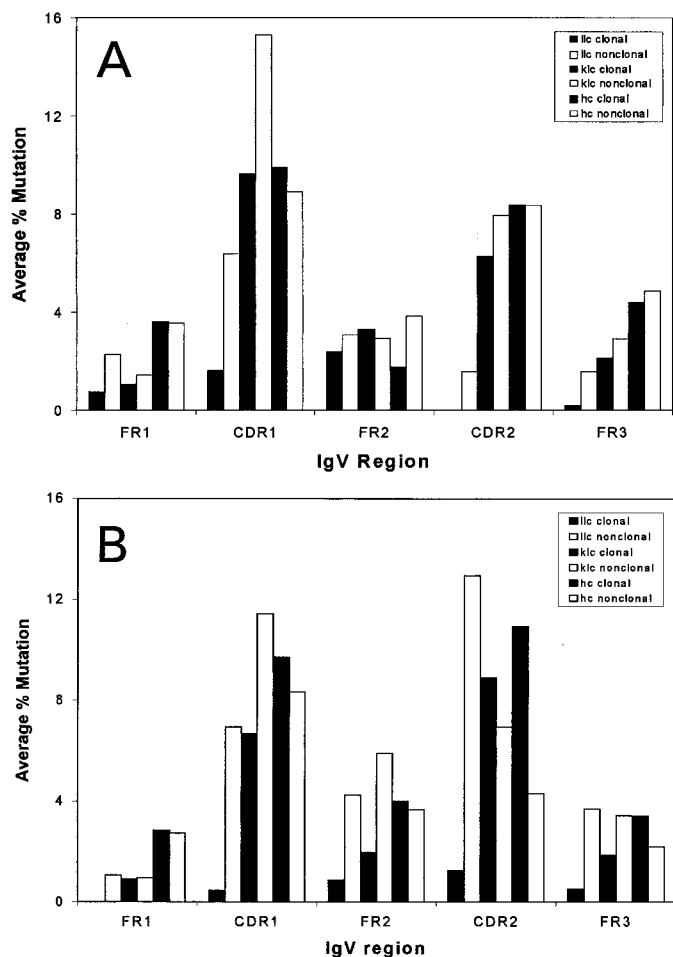 A
16
12
8
4
0
Average % Mutation
llc clonal
llc nonclonal
klc clonal
klc nonclonal
hc clonal
hc nonclonal
FR1 CDR1 FR2 CDR2 FR3
IgV Region
B
16
12
8
4
0
Average % Mutation
llc clonal
llc nonclonal
klc clonal
klc nonclonal
hc clonal
hc nonclonal
FR1 CDR1 FR2 CDR2 FR3
IgV region